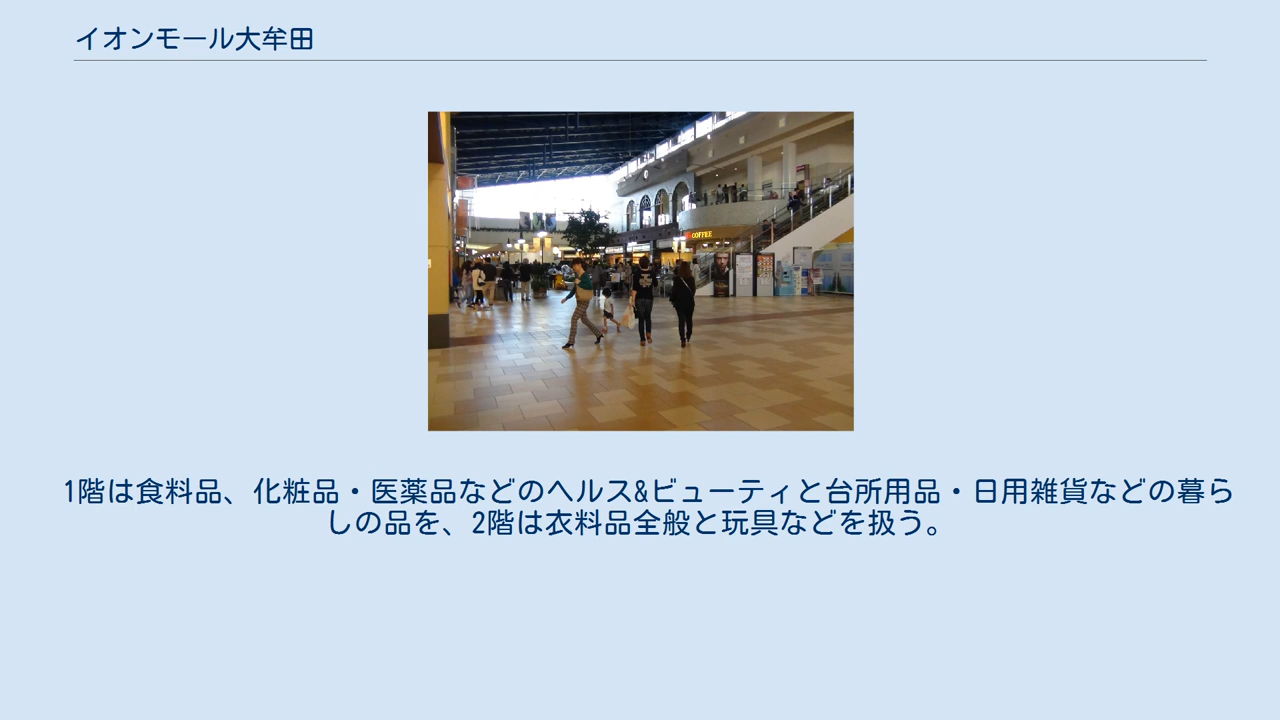 イオンモール大牟田
COFFEE
1階は食料品、化粧品・医薬品などのヘルス&ビューティと台所用品・日用雑貨などの暮ら
しの品を、2階は衣料品全般と玩具などを扱う。